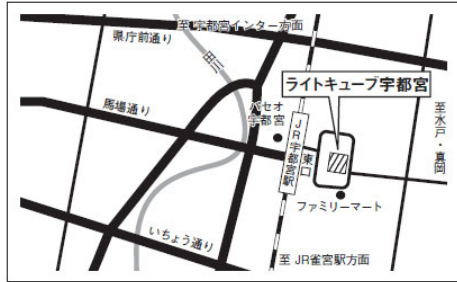 至 宇都宮インター方面
県庁前通り
田川
ライトキューブ宇都宮
パセオ
宇都宮
馬場通り
JR宇都宮駅
東口
至水戸・真岡
ファミリーマート
いちょう通り
至 JR雀宮駅方面